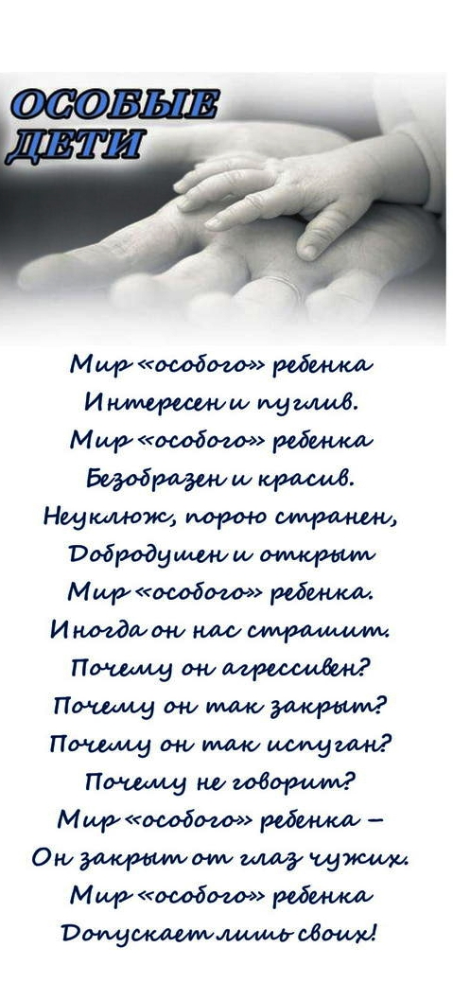 ОСОБЫЕ
ДЕТИ
Мир «особого» ребенка
Интересен и пуглив.
Мир «особого» ребенка
Безобразен и красив.
Неуклюж, порою странен,
Добродушен и открыт
Мир «особого» ребенка.
Иногда он нас страшит.
Почему он агрессивен?
Почему он так закрыт?
Почему он так испуган?
Почему не говорит?
Мир «особого» ребенка –
Он закрыт от глаз чужих.
Мир «особого» ребенка
Допускает лишь своих!